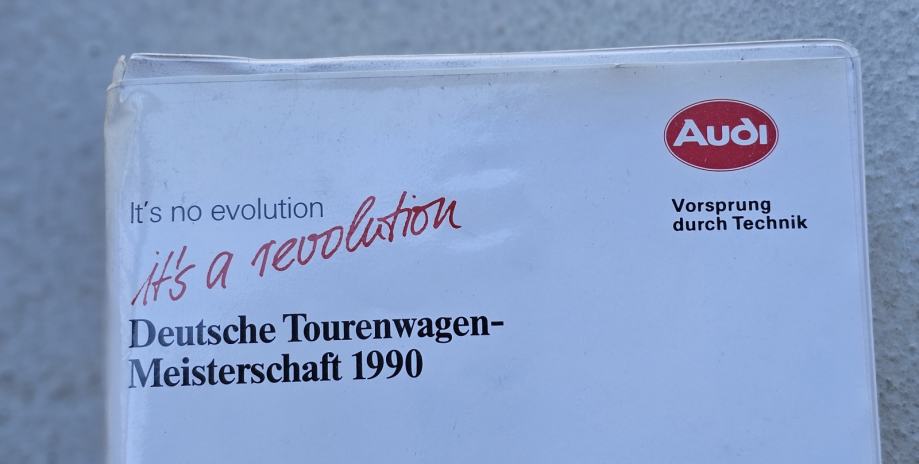 Audi
Vorsprung
durch Technik
It's no evolution
it's a revolution
Deutsche Tourenwagen-
Meisterschaft 1990